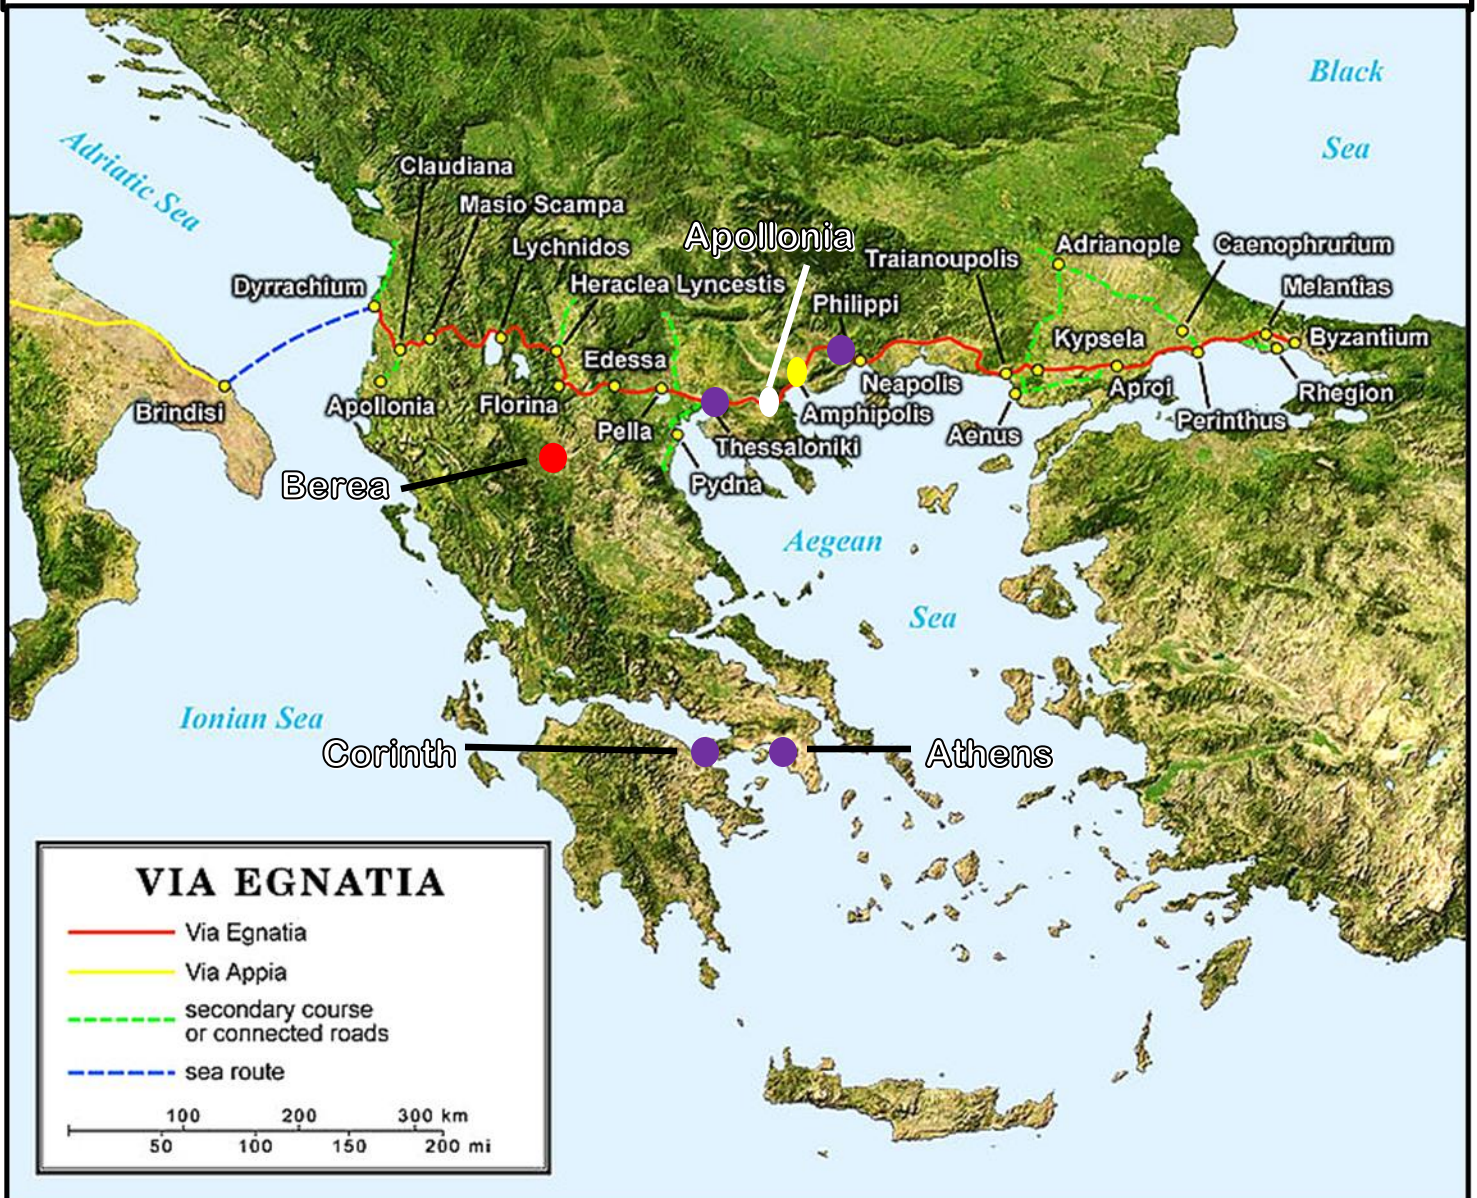 Black
Sea
Adriatic Sea
Claudiana
Masio Scampa
Lychnidos
Apollonia
Traianoupolis
Adrianople
Caenophrurium
Dyrrachium
Heraclea Lyncestis
Melantias
Philippi
Kypsela
Byzantium
Edessa
Neapolis
Aproi
Rhegion
Brindisi
Apollonia
Florina
Amphipolis
Perinthus
Pella
Aenus
Thessaloniki
Berea
Pydna
Aegean
Sea
Ionian Sea
Corinth
Athens
VIA EGNATIA
Via Egnatia
Via Appia
secondary course
or connected roads
sea route
100 200 300 km
50 100 150 200 mi